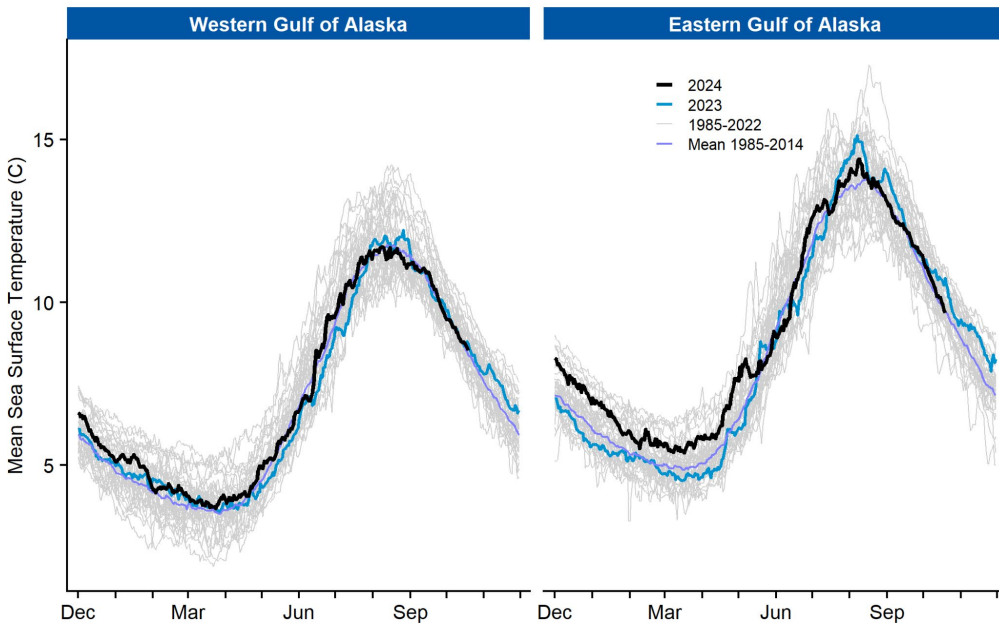 Western Gulf of Alaska
Eastern Gulf of Alaska
2024
2023
1985-2022
Mean 1985-2014
Mean Sea Surface Temperature (C)
15
10
5
Dec Mar Jun Sep
Dec Mar Jun Sep